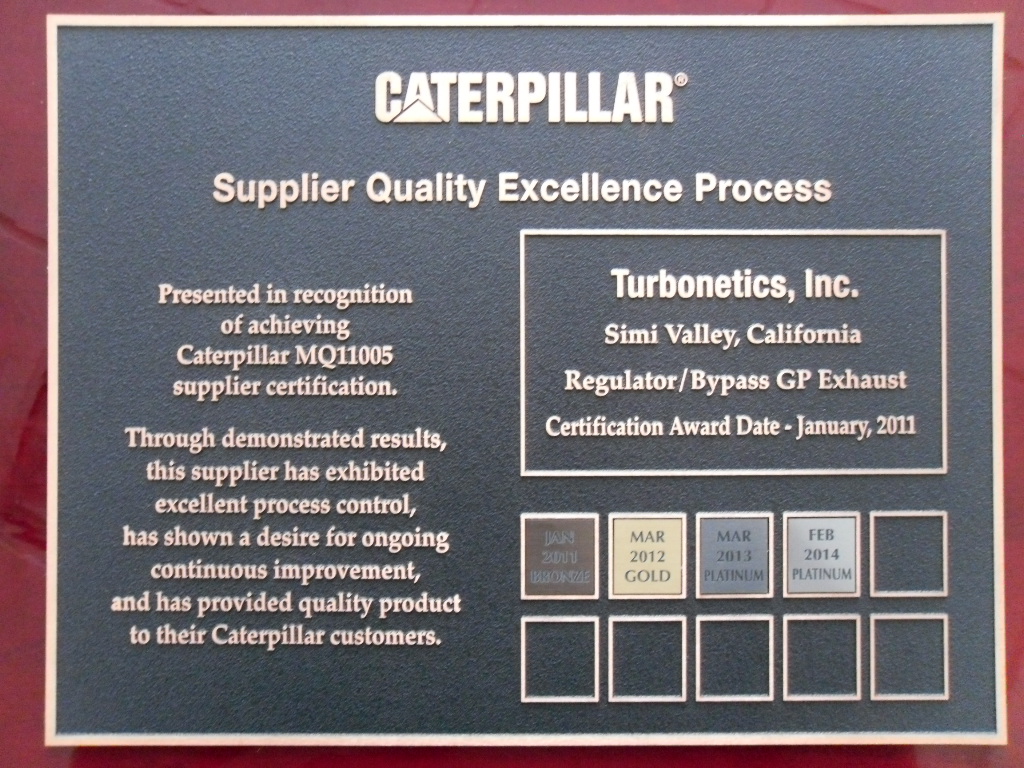 CATERPILLAR®
Supplier Quality Excellence Process
Presented in recognition
of achieving
Caterpillar MQ11005
supplier certification.
Through demonstrated results,
this supplier has exhibited
excellent process control,
has shown a desire for ongoing
continuous improvement,
and has provided quality product
to their Caterpillar customers.
Turbonetics, Inc.
Simi Valley, California
Regulator/Bypass GP Exhaust
Certification Award Date - January, 2011
JAN
2011
BRONZE
MAR
2012
GOLD
MAR
2013
PLATINUM
FEB
2014
PLATINUM